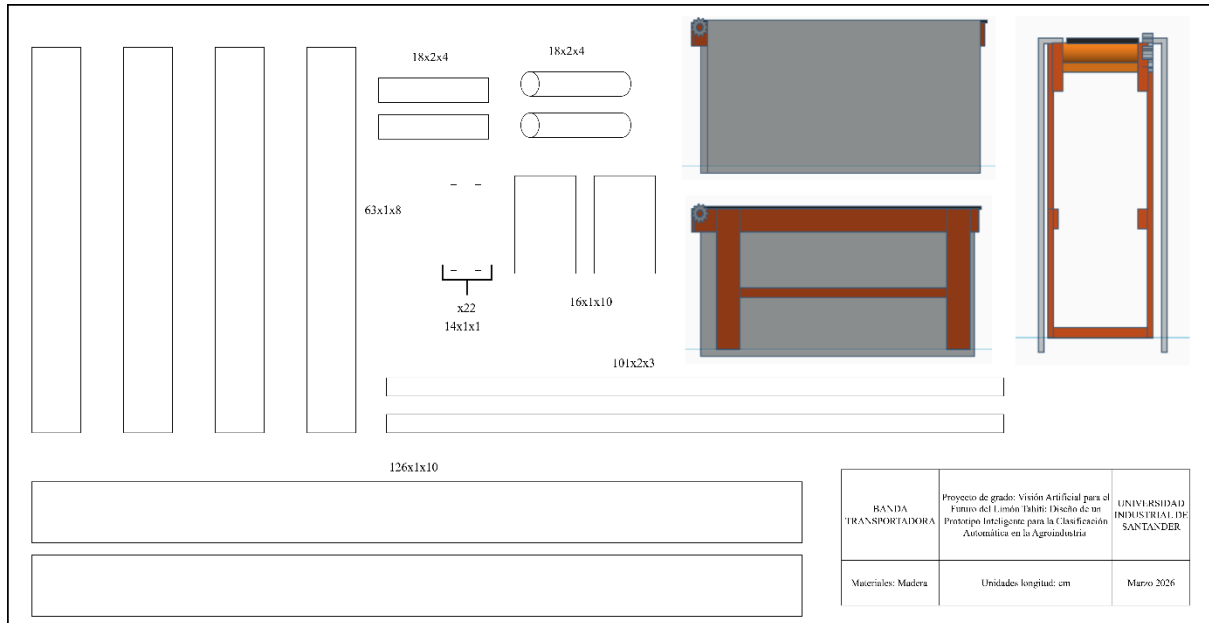 18x2x4
18x2x4
63x1x8
x22
14x1x1
16x1x10
101x2x3
126x1x10
BANDA
TRANSPORTADORA
Proyecto de grado: Visión Artificial para el
Futuro del Limón Tahití: Diseño de un
Prototipo Inteligente para la Clasificación
Automática en la Agroindustria
UNIVERSIDAD
INDUSTRIAL DE
SANTANDER
Materiales: Madera
Unidades longitud: cm
Marzo 2026